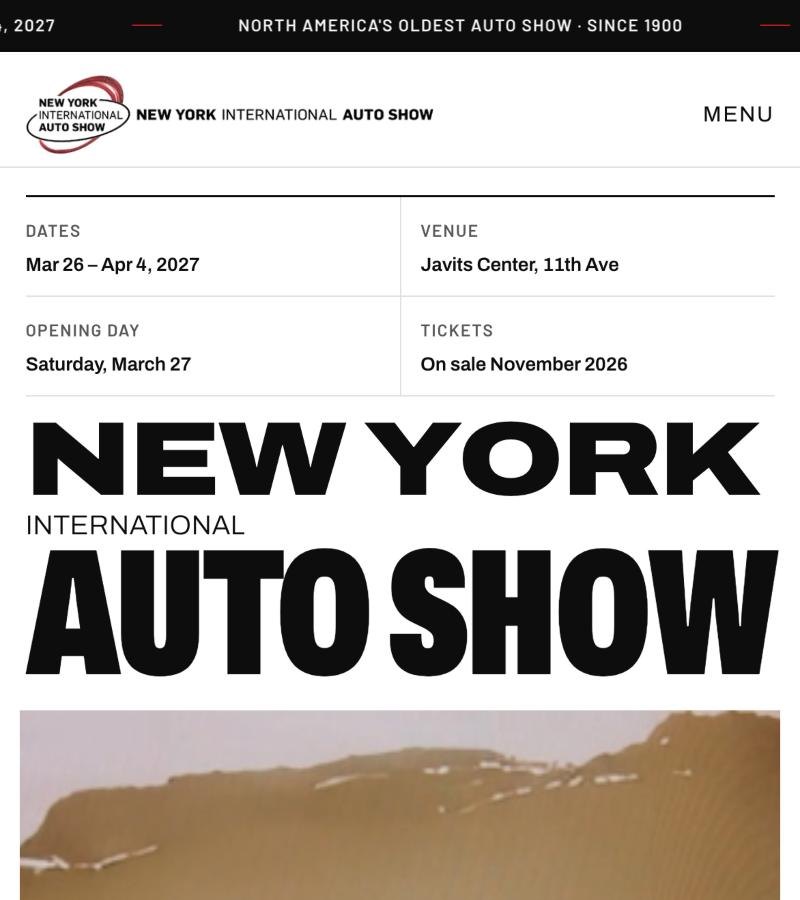 , 2027 NORTH AMERICA'S OLDEST AUTO SHOW · SINCE 1900
NEW YORK
INTERNATIONAL
AUTO SHOW
NEW YORK INTERNATIONAL AUTO SHOW
MENU
DATES
Mar 26 – Apr 4, 2027
VENUE
Javits Center, 11th Ave
OPENING DAY
Saturday, March 27
TICKETS
On sale November 2026
NEW YORK
INTERNATIONAL
AUTO SHOW